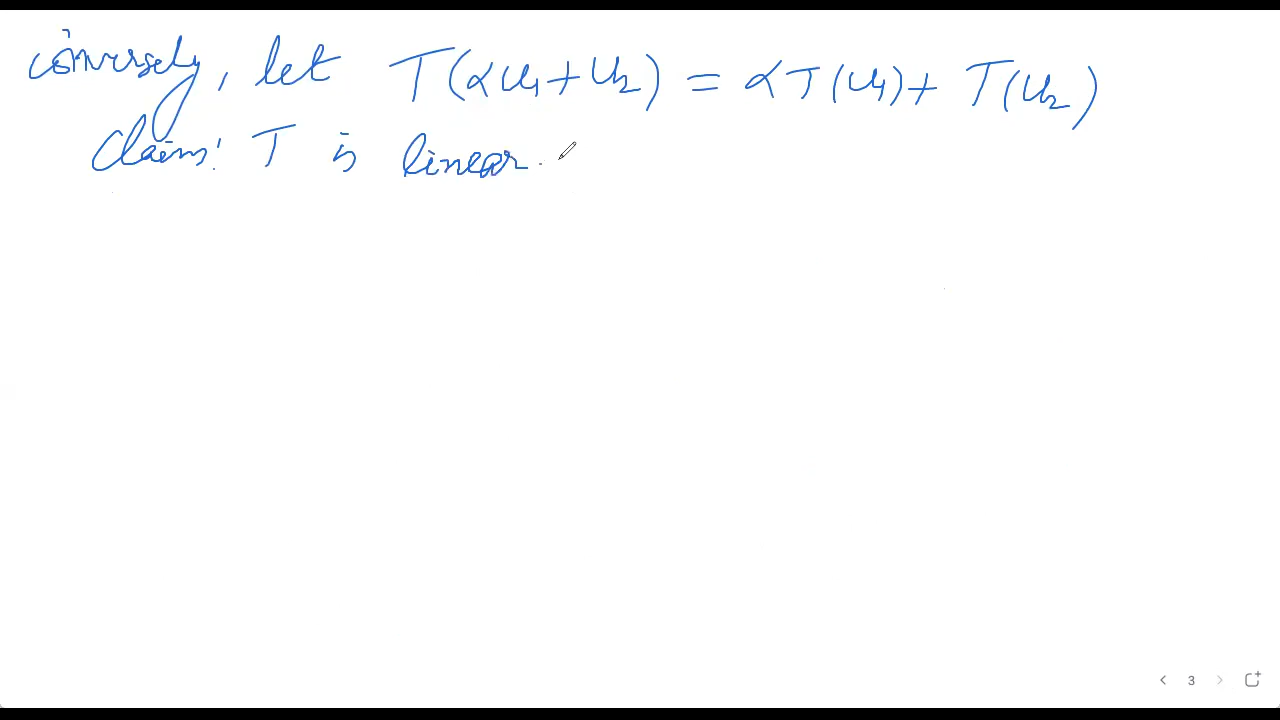 conversely, let T(αu₁+u₂) = αT(u₁)+ T(u₂)
Claim: T is linear.
3